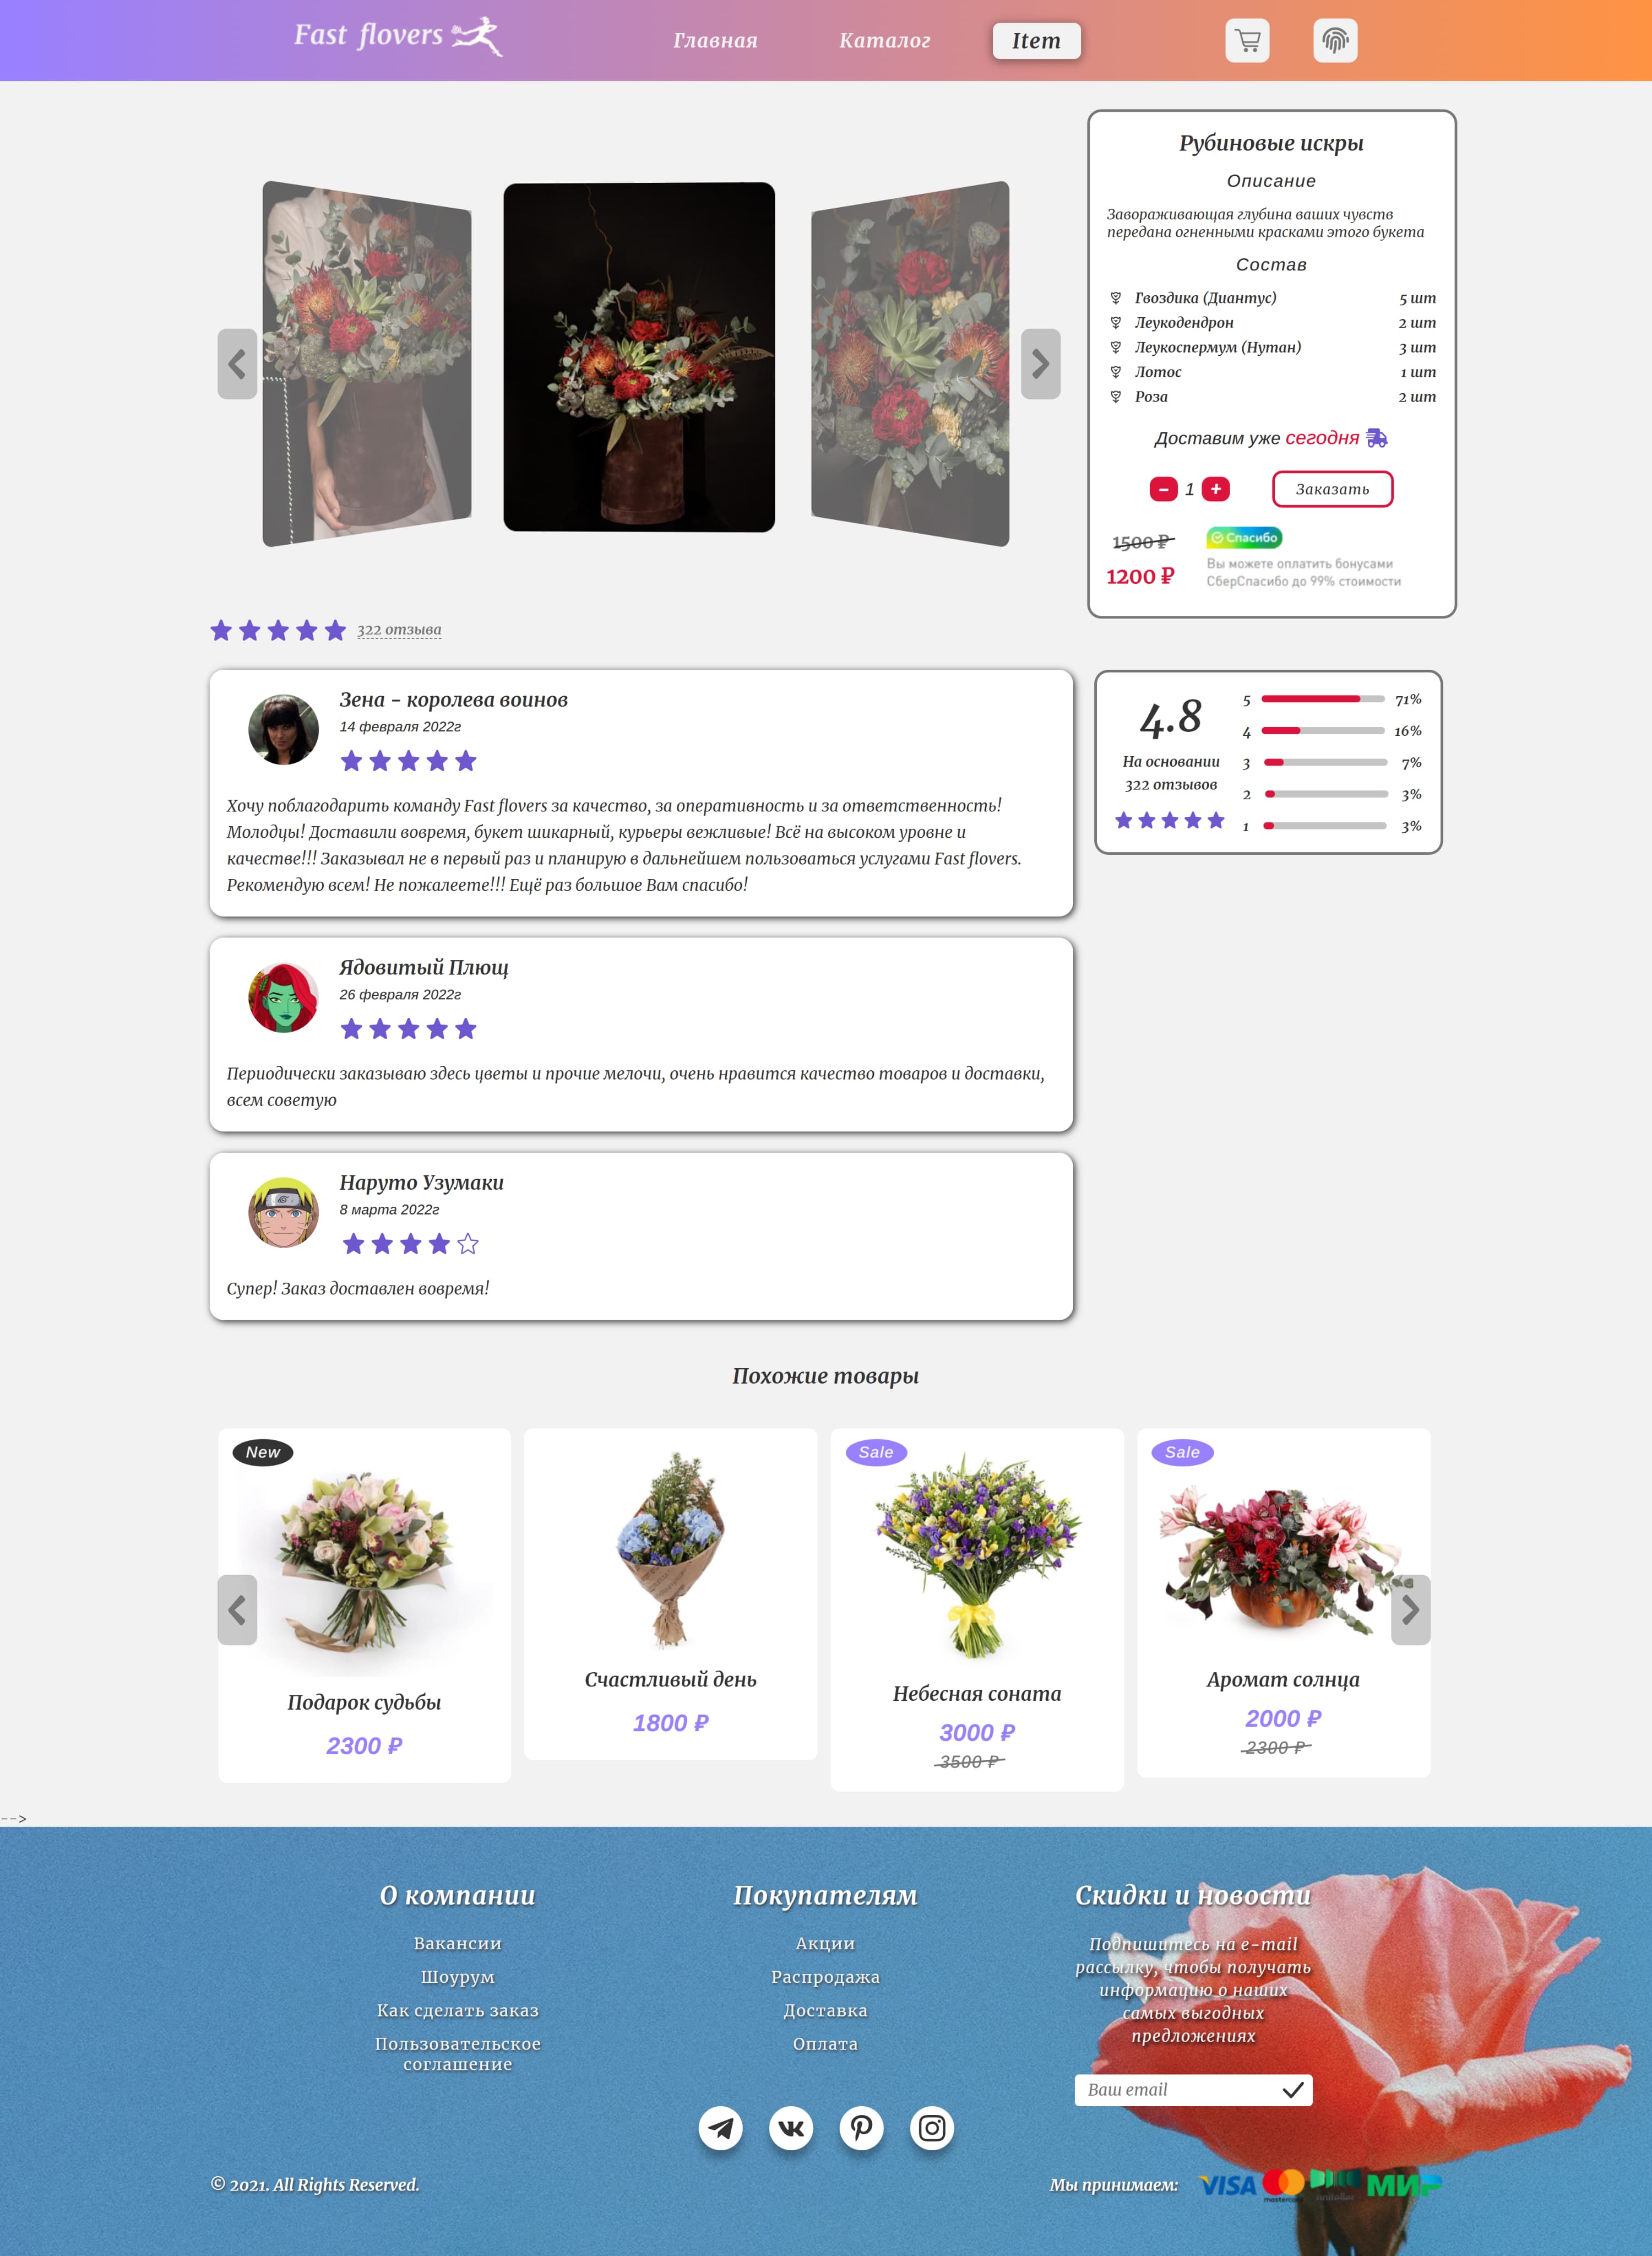 Fast flovers
Главная
Каталог
Item
Рубиновые искры
Описание
Завораживающая глубина ваших чувств
передана огненными красками этого букета
Состав
Гвоздика (Диантус) 5 шт
Леукодендрон 2 шт
Леукоспермум (Нутан) 3 шт
Лотос 1 шт
Роза 2 шт
Доставим уже сегодня
– 1 +
Заказать
1500 ₽
1200 ₽
Спасибо
Вы можете оплатить бонусами
СберСпасибо до 99% стоимости
322 отзыва
Зена - королева воинов
14 февраля 2022г
Хочу поблагодарить команду Fast flovers за качество, за оперативность и за ответственность!
Молодцы! Доставили вовремя, букет шикарный, курьеры вежливые! Всё на высоком уровне и
качестве!!! Заказывал не в первый раз и планирую в дальнейшем пользоваться услугами Fast flovers.
Рекомендую всем! Не пожалеете!!! Ещё раз большое Вам спасибо!
4.8
На основании
322 отзывов
5 71%
4 16%
3 7%
2 3%
1 3%
Ядовитый Плющ
26 февраля 2022г
Периодически заказываю здесь цветы и прочие мелочи, очень нравится качество товаров и доставки,
всем советую
Наруто Узумаки
8 марта 2022г
Супер! Заказ доставлен вовремя!
Похожие товары
New
Подарок судьбы
2300 ₽
Счастливый день
1800 ₽
Sale
Небесная соната
3000 ₽
3500 ₽
Sale
Аромат солнца
2000 ₽
2300 ₽
-->
О компании
Вакансии
Шоурум
Как сделать заказ
Пользовательское
соглашение
Покупателям
Акции
Распродажа
Доставка
Оплата
Скидки и новости
Подпишитесь на e-mail
рассылку, чтобы получать
информацию о наших
самых выгодных
предложениях
Ваш email
© 2021. All Rights Reserved.
Мы принимаем:
VISA
mastercard
МИР